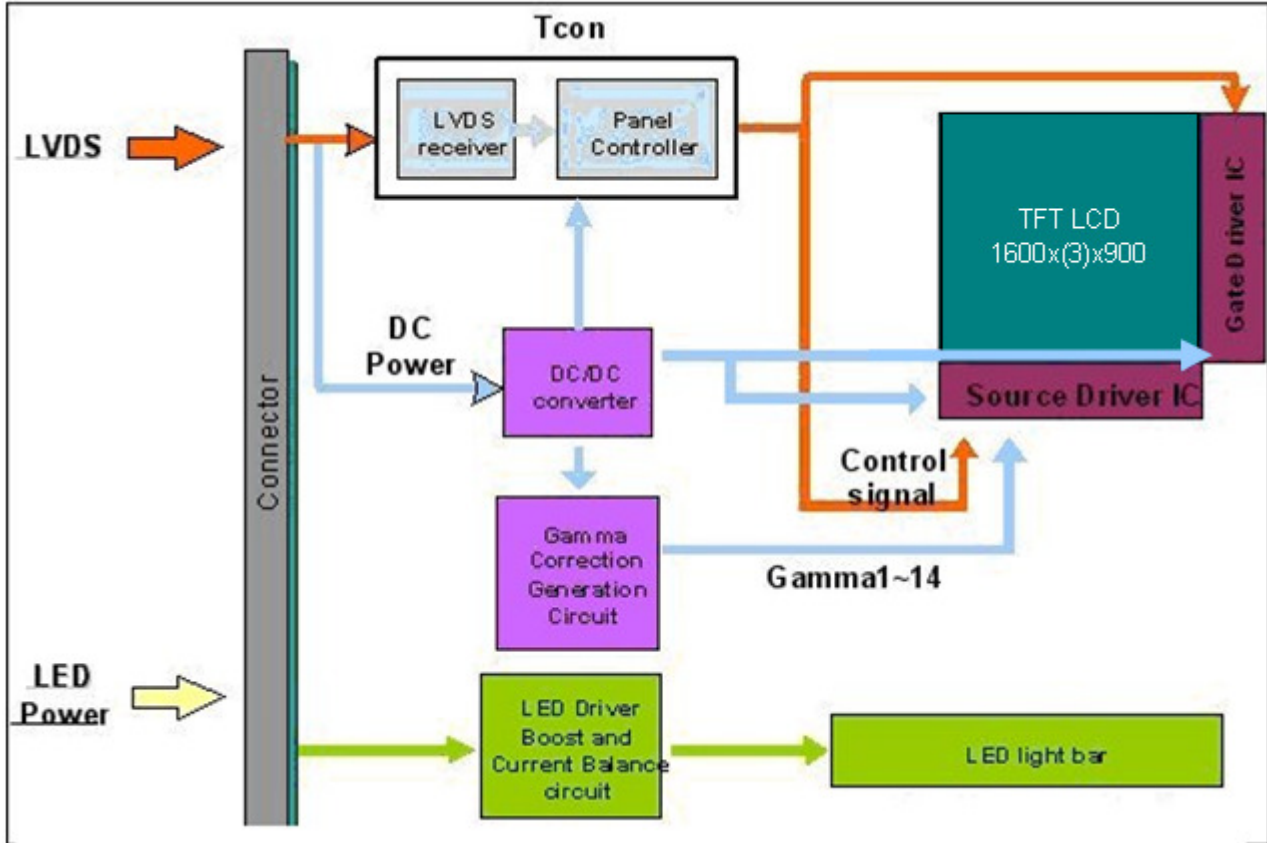 Tcon
LVDS
receiver
Panel
Controller
LVDS
TFT LCD
1600x(3)x900
Gate Driver IC
DC
Power
DC/DC
converter
Source Driver IC
Connector
Control
signal
Gamma
Correction
Generation
Circuit
Gamma1~14
LED
Power
LED Driver
Boost and
Current Balance
circuit
LED light bar